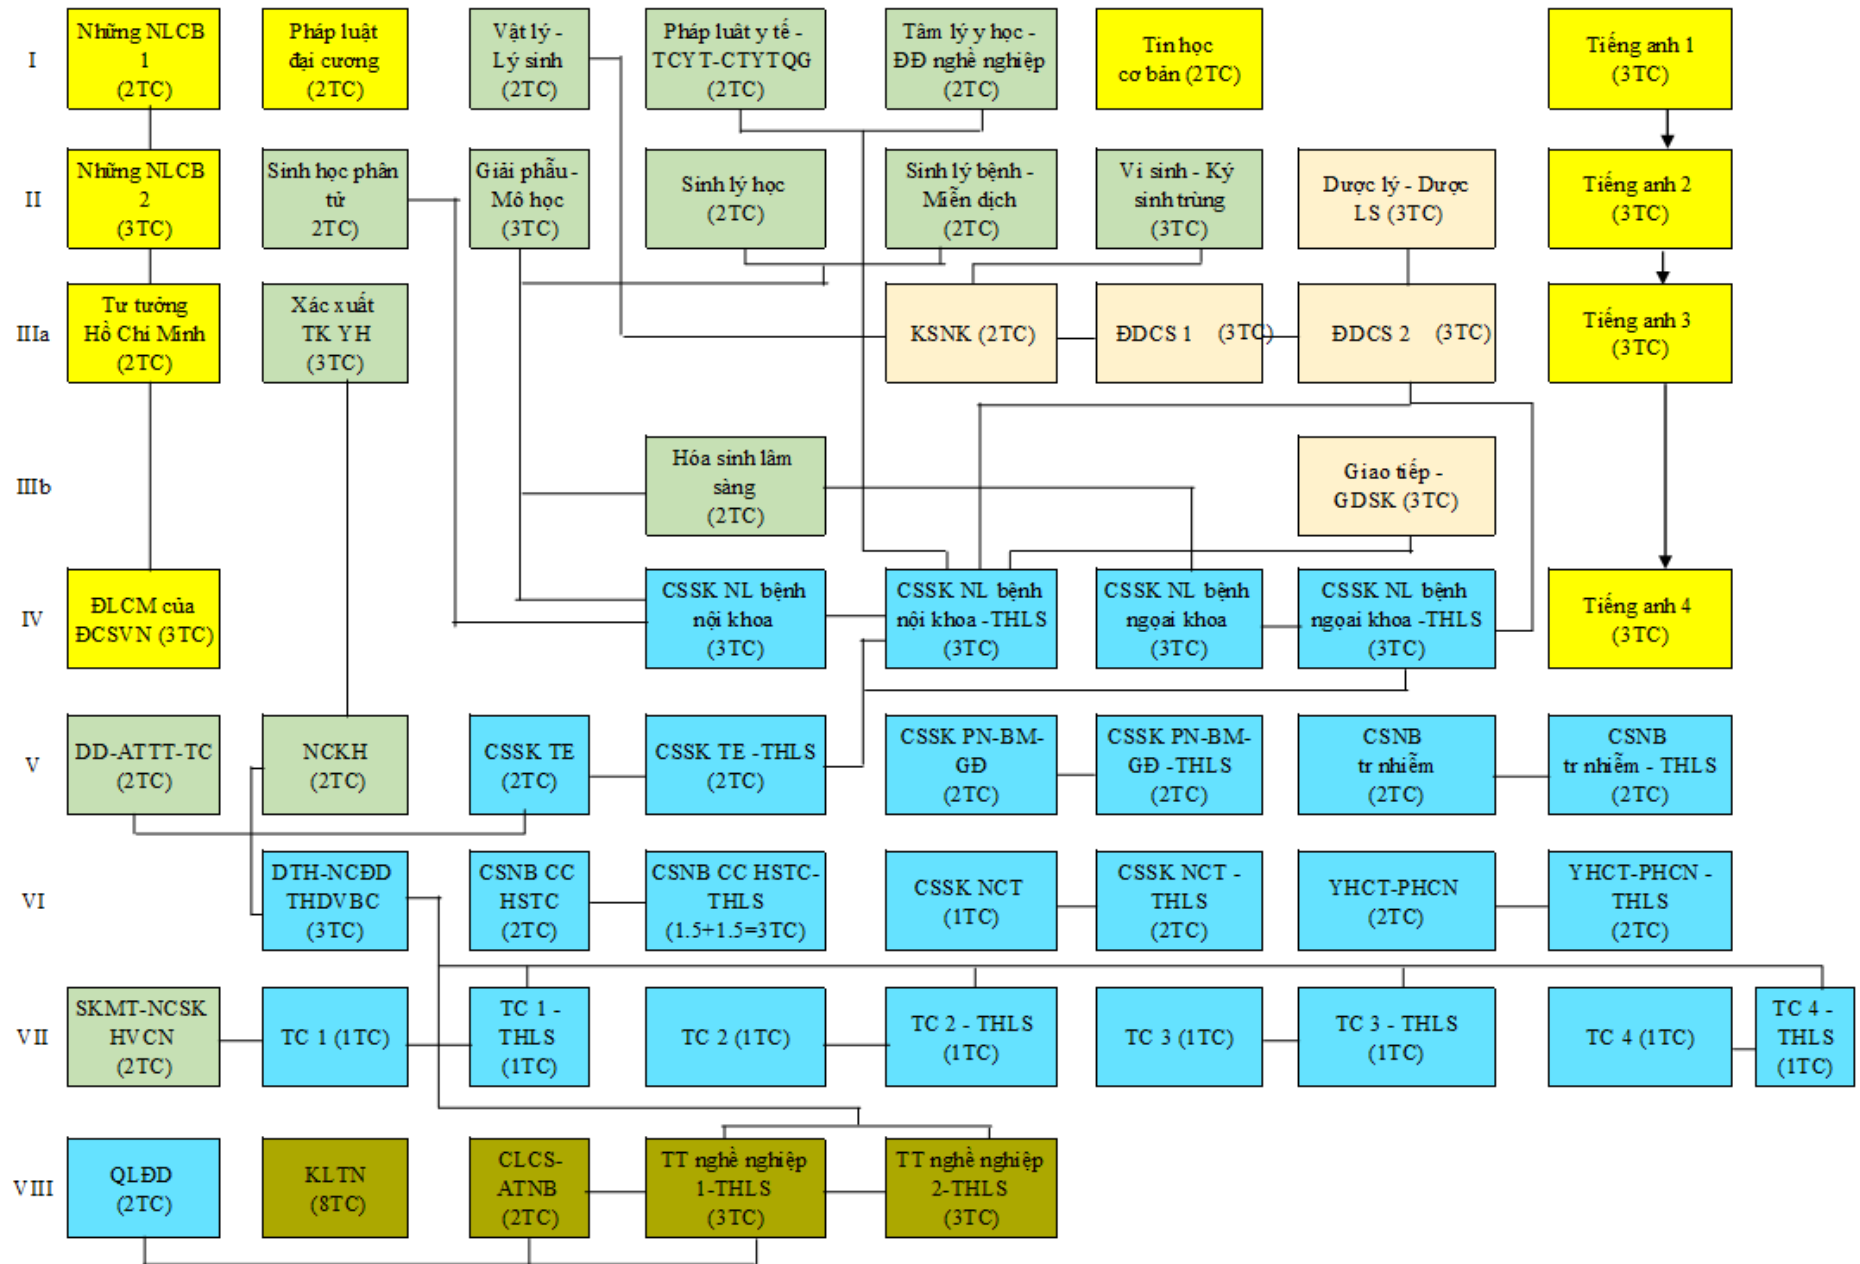 I
Những NLCB
1
(2TC)
Pháp luật
đại cương
(2TC)
Vật lý -
Lý sinh
(2TC)
Pháp luât y tế -
TCYT-CTYTQG
(2TC)
Tâm lý y học -
ĐĐ nghề nghiệp
(2TC)
Tin học
cơ bản (2TC)
Tiếng anh 1
(3TC)
II
Những NLCB
2
(3TC)
Sinh học phân
tử
2TC)
Giải phẫu -
Mô học
(3TC)
Sinh lý học
(2TC)
Sinh lý bệnh -
Miễn dịch
(2TC)
Vi sinh - Ký
sinh trùng
(3TC)
Dược lý - Dược
LS (3TC)
Tiếng anh 2
(3TC)
IIIa
Tư tưởng
Hồ Chí Minh
(2TC)
Xác xuất
TK YH
(3TC)
KSNK (2TC)
ĐDCS 1 (3TC)
ĐDCS 2 (3TC)
Tiếng anh 3
(3TC)
IIIb
Hóa sinh lâm
sàng
(2TC)
Giao tiếp -
GDSK (3TC)
IV
ĐLCM của
ĐCSVN (3TC)
CSSK NL bệnh
nội khoa
(3TC)
CSSK NL bệnh
nội khoa -THLS
(3TC)
CSSK NL bệnh
ngọai khoa
(3TC)
CSSK NL bệnh
ngọai khoa -THLS
(3TC)
Tiếng anh 4
(3TC)
V
DD-ATTT-TC
(2TC)
NCKH
(2TC)
CSSK TE
(2TC)
CSSK TE -THLS
(2TC)
CSSK PN-BM-
GĐ
(2TC)
CSSK PN-BM-
GĐ -THLS
(2TC)
CSNB
tr nhiễm
(2TC)
CSNB
tr nhiễm - THLS
(2TC)
VI
DTH-NCĐD
THDVBC
(3TC)
CSNB CC
HSTC
(2TC)
CSNB CC HSTC-
THLS
(1.5+1.5=3TC)
CSSK NCT
(1TC)
CSSK NCT -
THLS
(2TC)
YHCT-PHCN
(2TC)
YHCT-PHCN -
THLS
(2TC)
VII
SKMT-NCSK
HVCN
(2TC)
TC 1 (1TC)
TC 1 -
THLS
(1TC)
TC 2 (1TC)
TC 2 - THLS
(1TC)
TC 3 (1TC)
TC 3 - THLS
(1TC)
TC 4 (1TC)
TC 4 -
THLS
(1TC)
VIII
QLĐD
(2TC)
KLTN
(8TC)
CLCS-
ATNB
(2TC)
TT nghề nghiệp
1-THLS
(3TC)
TT nghề nghiệp
2-THLS
(3TC)